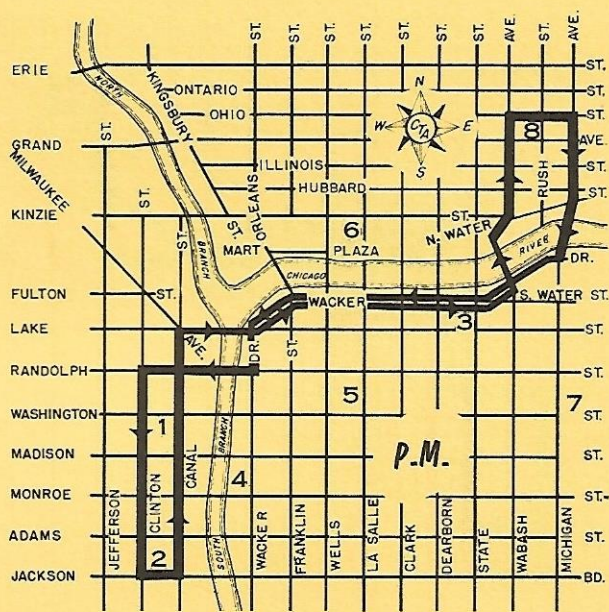 ST. ST. ST. ST. ST. ST. AVE. ST. AVE.
ERIE ST.
NORTH
KINGSBURY
ONTARIO ST.
OHIO ST.
8
N
W CTA E
S
GRAND AVE.
ST.
MILWAUKEE
ILLINOIS ST.
RUSH
HUBBARD ST.
ORLEANS
KINZIE ST.
ST.
ST.
ST.
6
N. WATER
BRANCH
MART PLAZA
RIVER
CHICAGO
DR.
FULTON ST.
WACKER
S. WATER ST.
3
LAKE ST.
AVE.
DR.
ST.
RANDOLPH ST.
5
7
WASHINGTON ST.
1
BRANCH
MADISON ST.
P.M.
CANAL
4
MONROE ST.
CLINTON
JEFFERSON
WACKER
FRANKLIN
WELLS
LA SALLE
CLARK
DEARBORN
STATE
WABASH
MICHIGAN
ADAMS ST.
SOUTH
2
JACKSON BD.